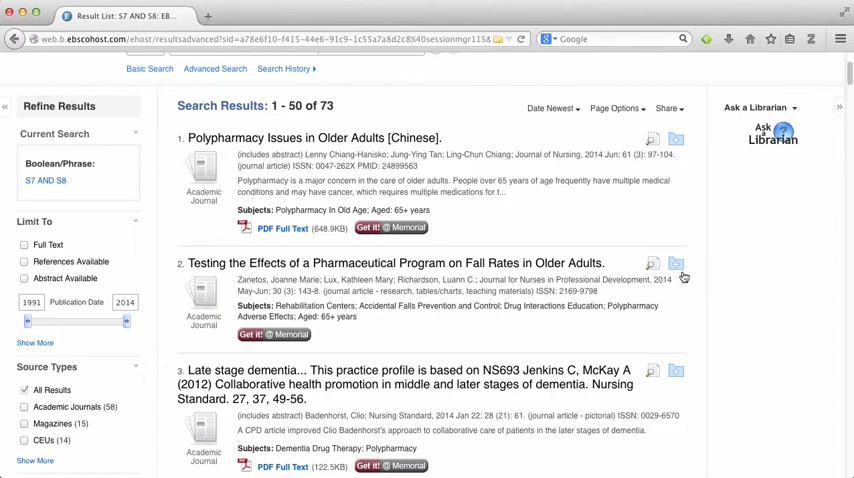 Result List: S7 AND S8: EB...
web.b.ebscohost.com/ehost/resultsadvanced?sid=a78e6f10-f415-44e6-91c9-1c55a7a8d2c8%40sessionmgr115&
Google
Basic Search
Advanced Search
Search History
Refine Results
Current Search
Boolean/Phrase:
S7 AND S8
Limit To
Full Text
References Available
Abstract Available
1991 Publication Date 2014
Show More
Source Types
All Results
Academic Journals (58)
Magazines (15)
CEUs (14)
Show More
Search Results: 1 - 50 of 73
Date Newest
Page Options
Share
1. Polypharmacy Issues in Older Adults [Chinese].
(includes abstract) Lenny Chiang-Hanisko; Jung-Ying Tan; Ling-Chun Chiang; Journal of Nursing, 2014 Jun; 61 (3): 97-104.
(journal article) ISSN: 0047-262X PMID: 24899563
Polypharmacy is a major concern in the care of older adults. People over 65 years of age frequently have multiple medical
conditions and may have cancer, which requires multiple medications for t...
Academic
Journal
Subjects: Polypharmacy In Old Age; Aged: 65+ years
PDF Full Text (648.9KB) Get it! @ Memorial
2. Testing the Effects of a Pharmaceutical Program on Fall Rates in Older Adults.
Zanetos, Joanne Marie; Lux, Kathleen Mary; Richardson, Luann C.; Journal for Nurses in Professional Development, 2014
May-Jun; 30 (3): 143-8. (journal article - research, tables/charts, teaching materials) ISSN: 2169-9798
Subjects: Rehabilitation Centers; Accidental Falls Prevention and Control; Drug Interactions Education; Polypharmacy
Adverse Effects; Aged: 65+ years
Academic
Journal
Get it! @ Memorial
3. Late stage dementia... This practice profile is based on NS693 Jenkins C, McKay A
(2012) Collaborative health promotion in middle and later stages of dementia. Nursing
Standard. 27, 37, 49-56.
(includes abstract) Badenhorst, Clio; Nursing Standard, 2014 Jan 22; 28 (21): 61. (journal article - pictorial) ISSN: 0029-6570
A CPD article improved Clio Badenhorst's approach to collaborative care of patients in the later stages of dementia.
Subjects: Dementia Drug Therapy; Polypharmacy
Academic
Journal
PDF Full Text (122.5KB) Get it! @ Memorial
Ask a Librarian
Ask
a
Librarian